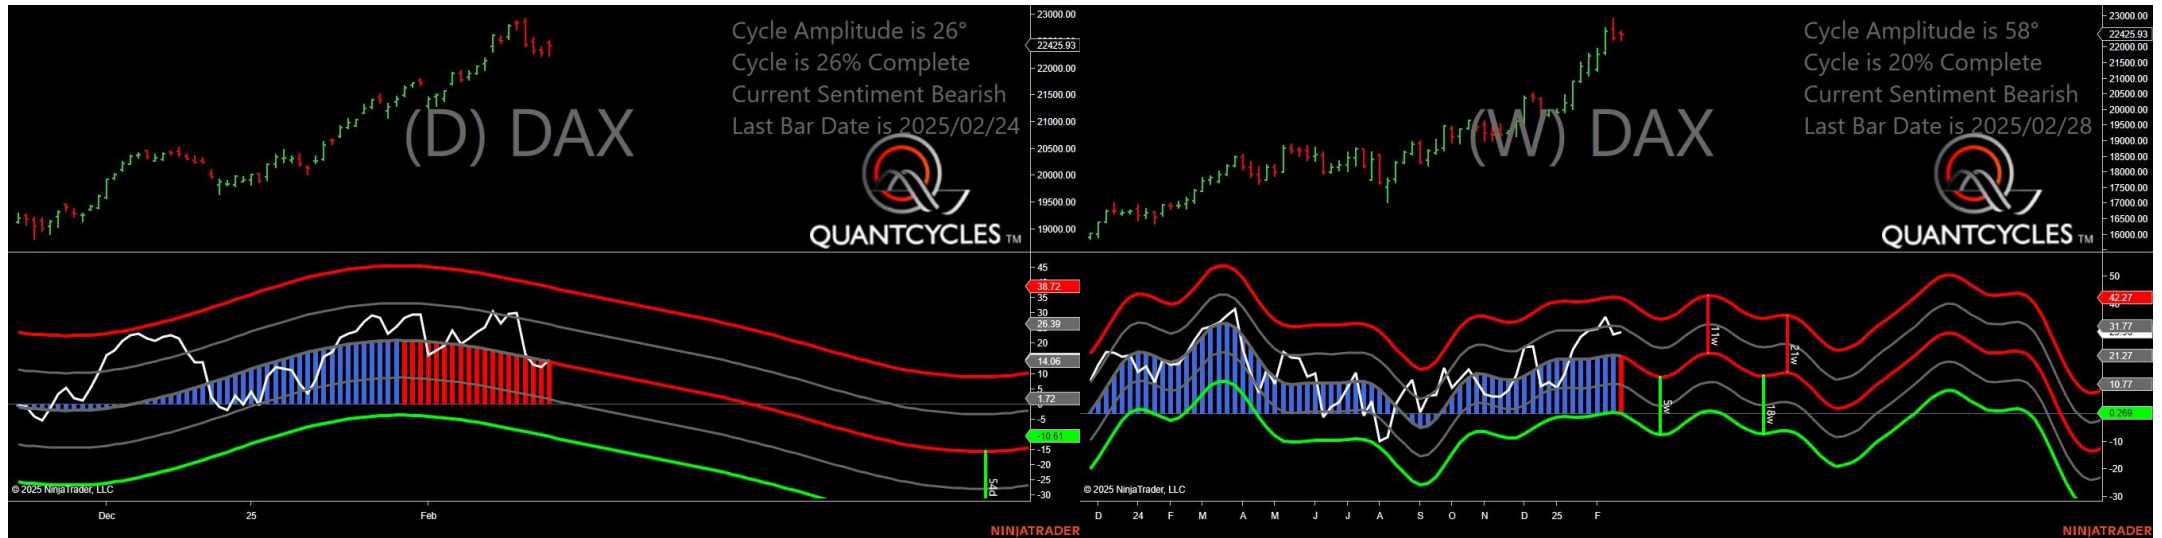 Cycle Amplitude is 26°
Cycle is 26% Complete
Current Sentiment Bearish
Last Bar Date is 2025/02/24
(D) DAX
QUANTCYCLES TM
23000.00
22425.93
22000.00
21500.00
21000.00
20500.00
20000.00
19500.00
19000.00
45
38.72
35
30
26.39
20
14.06
10
5
1.72
-5
-10.61
-15
-20
-25
-30
54d
© 2025 NinjaTrader, LLC
Dec
25
Feb
NINJATRADER
Cycle Amplitude is 58°
Cycle is 20% Complete
Current Sentiment Bearish
Last Bar Date is 2025/02/28
(W) DAX
QUANTCYCLES TM
23000.00
22425.93
22000.00
21500.00
21000.00
20500.00
20000.00
19500.00
19000.00
18500.00
18000.00
17500.00
17000.00
16500.00
16000.00
50
42.27
31.77
21.27
10.77
0.269
-10
-20
-30
5w
11w
18w
21w
© 2025 NinjaTrader, LLC
D 24 F M A M J J A S O N D 25 F
NINJATRADER